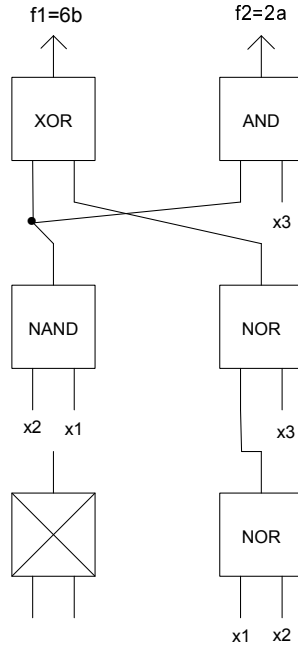 f1=6b f2=2a
XOR AND
x3
NAND NOR
x2 x1 x3
NOR
x1 x2